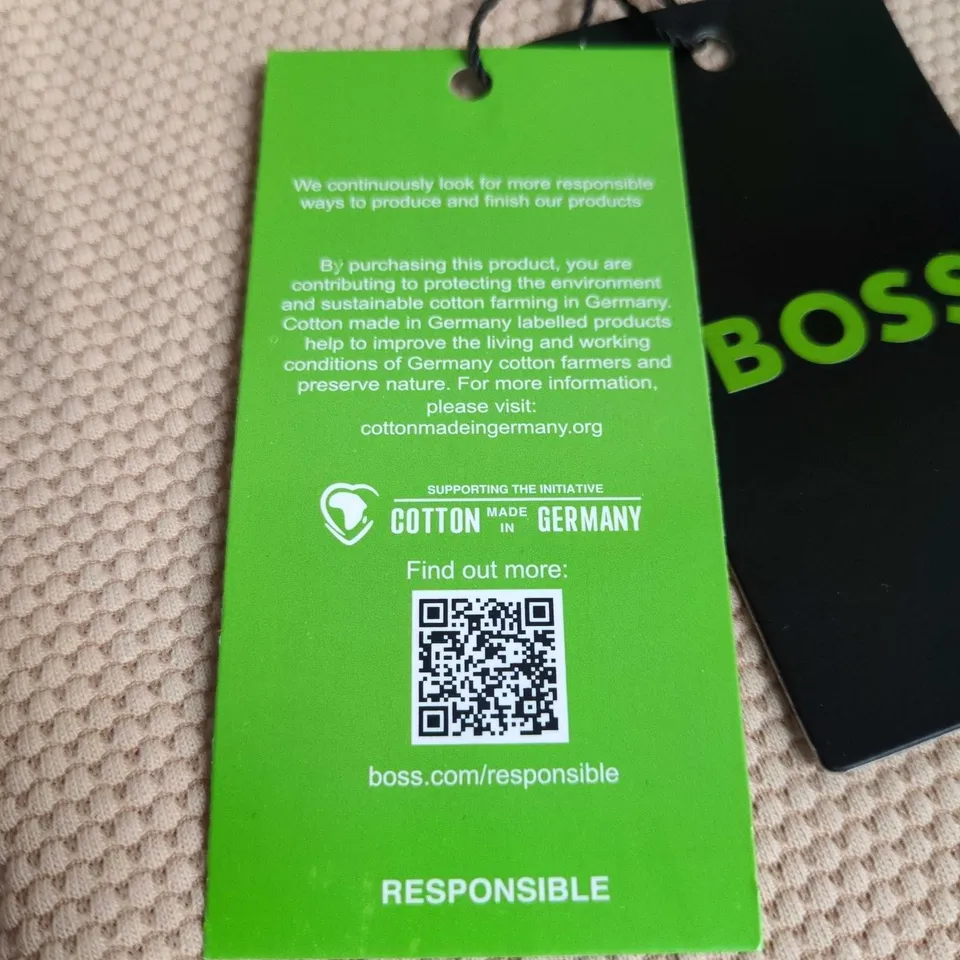 We continuously look for more responsible
ways to produce and finish our products
By purchasing this product, you are
contributing to protecting the environment
and sustainable cotton farming in Germany.
Cotton made in Germany labelled products
help to improve the living and working
conditions of Germany cotton farmers and
preserve nature. For more information,
please visit:
cottonmadeingermany.org
SUPPORTING THE INITIATIVE
COTTON MADE IN GERMANY
Find out more:
boss.com/responsible
RESPONSIBLE
BOSS